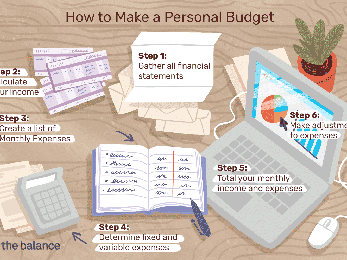 How to Make a Personal Budget
Step 1:
Gather all financial
statements
ep 2:
lculate
ur income
Step 3:
Create a list of
Monthly Expenses
Step 4:
Determine fixed and
variable expenses
Step 5:
Total your monthly
income and expenses
Step 6:
Make adjustme
to expenses
the balance